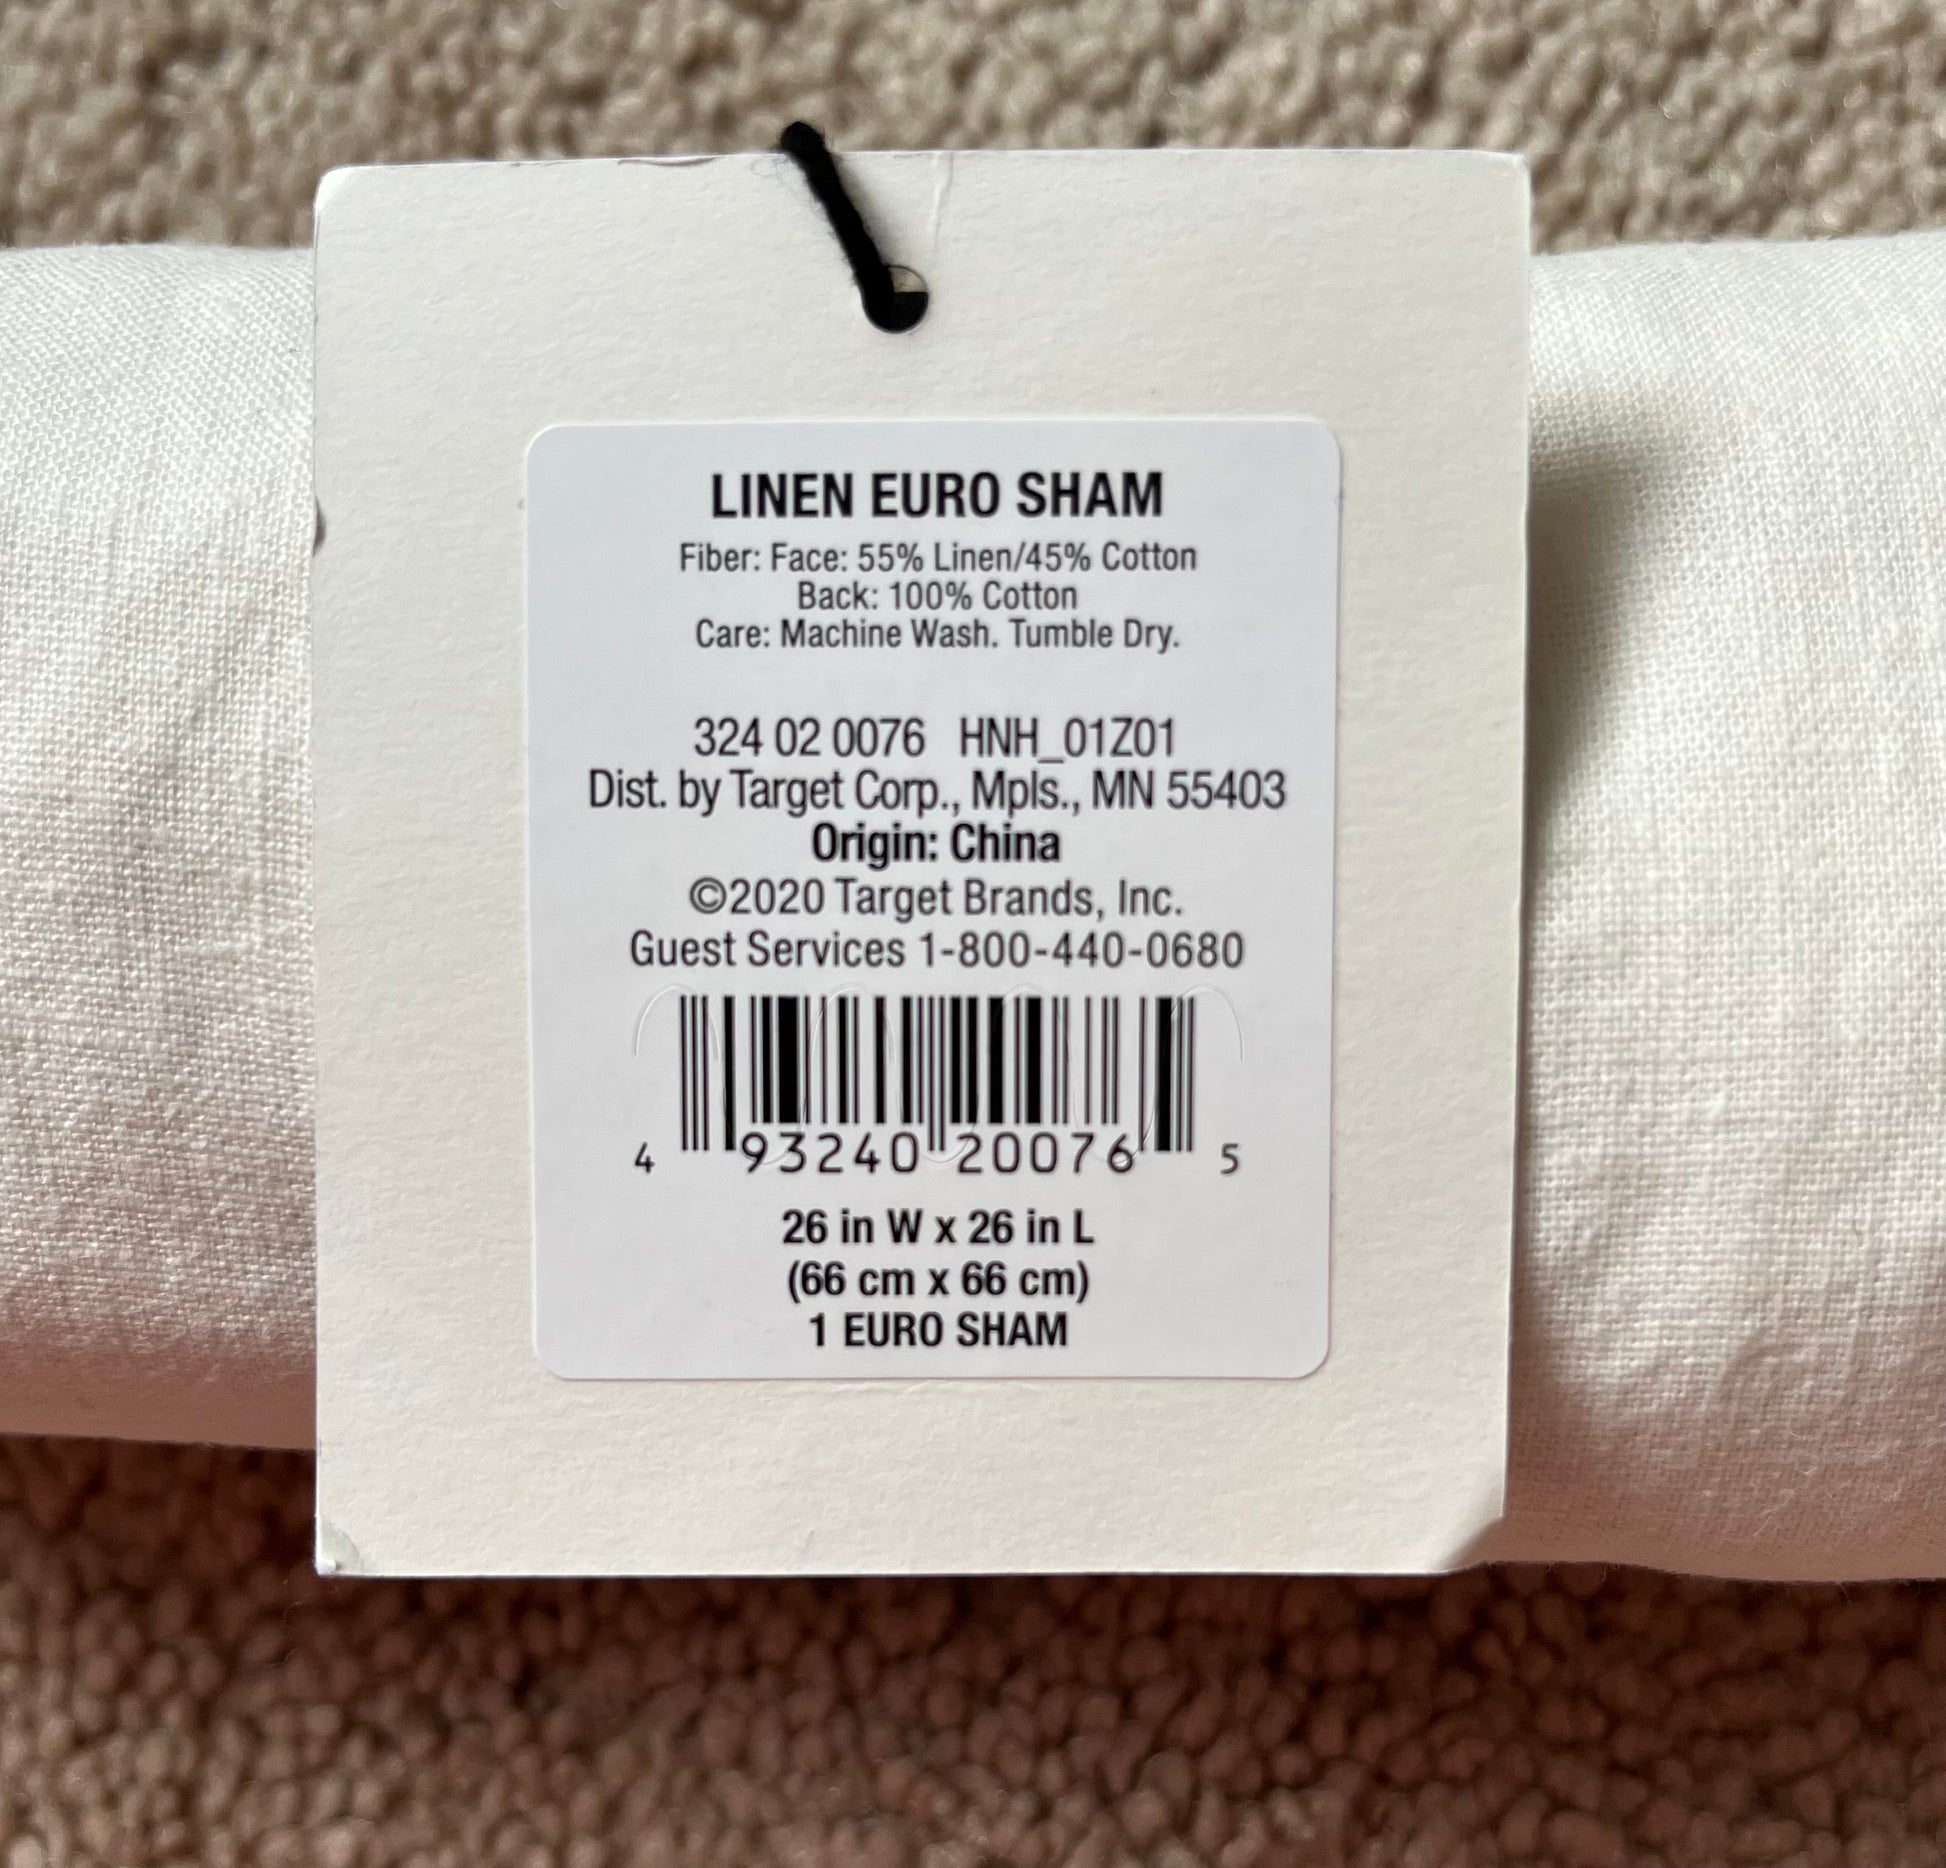 LINEN EURO SHAM
Fiber: Face: 55% Linen/45% Cotton
Back: 100% Cotton
Care: Machine Wash. Tumble Dry.
324 02 0076 HNH_01Z01
Dist. by Target Corp., Mpls., MN 55403
Origin: China
©2020 Target Brands, Inc.
Guest Services 1-800-440-0680
4 93240 20076 5
26 in W x 26 in L
(66 cm x 66 cm)
1 EURO SHAM